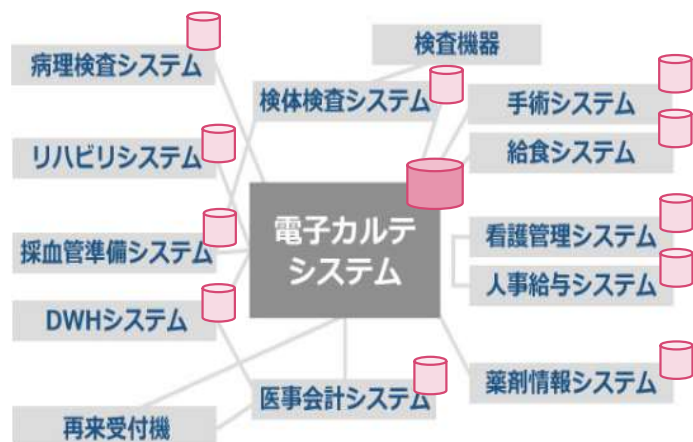 検査機器
病理検査システム
検体検査システム
手術システム
リハビリシステム
給食システム
電子カルテ
システム
採血管準備システム
看護管理システム
人事給与システム
DWHシステム
薬剤情報システム
医事会計システム
再来受付機